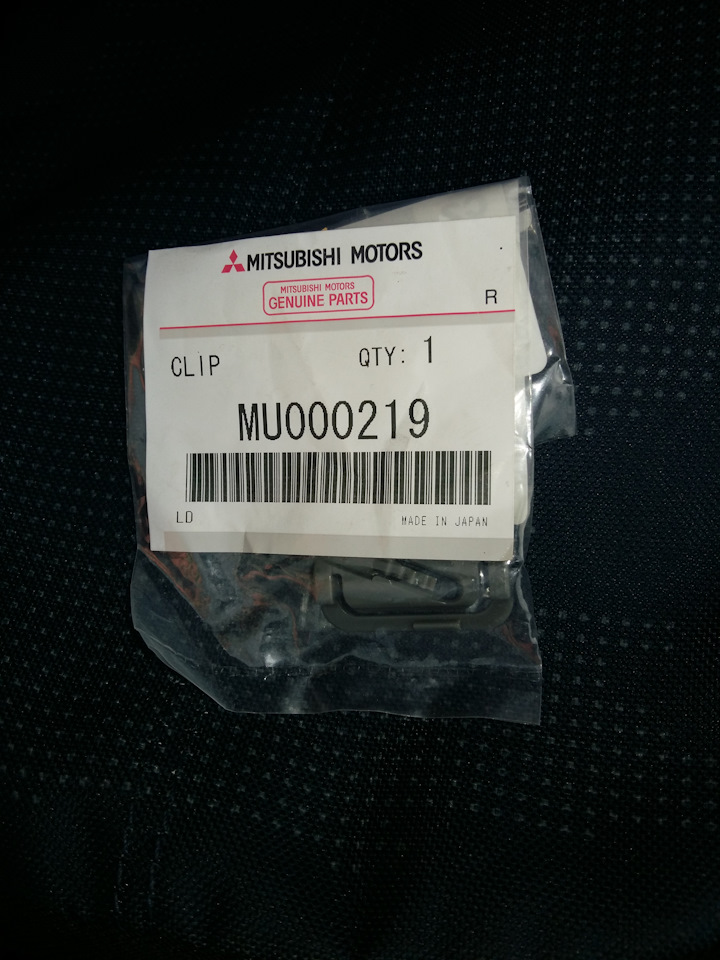 MITSUBISHI MOTORS
MITSUBISHI MOTORS
GENUINE PARTS
R
CLIP QTY: 1
MU000219
LD MADE IN JAPAN